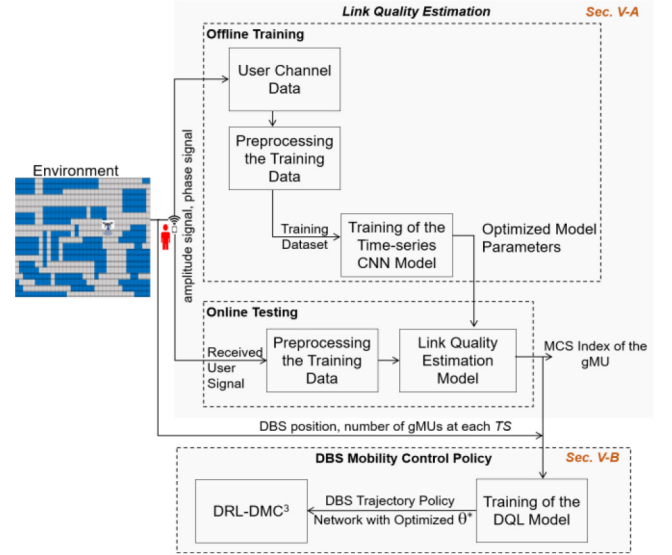 Link Quality Estimation
Sec. V-A
Offline Training
User Channel
Data
Preprocessing
the Training
Data
Environment
amplitude signal, phase signal
Training
Dataset
Training of the
Time-series
CNN Model
Optimized Model
Parameters
Online Testing
Received
User
Signal
Preprocessing
the Training
Data
Link Quality
Estimation
Model
MCS Index of the
gMU
DBS position, number of gMUs at each TS
DBS Mobility Control Policy
Sec. V-B
DRL-DMC³
DBS Trajectory Policy
Network with Optimized θ*
Training of the
DQL Model